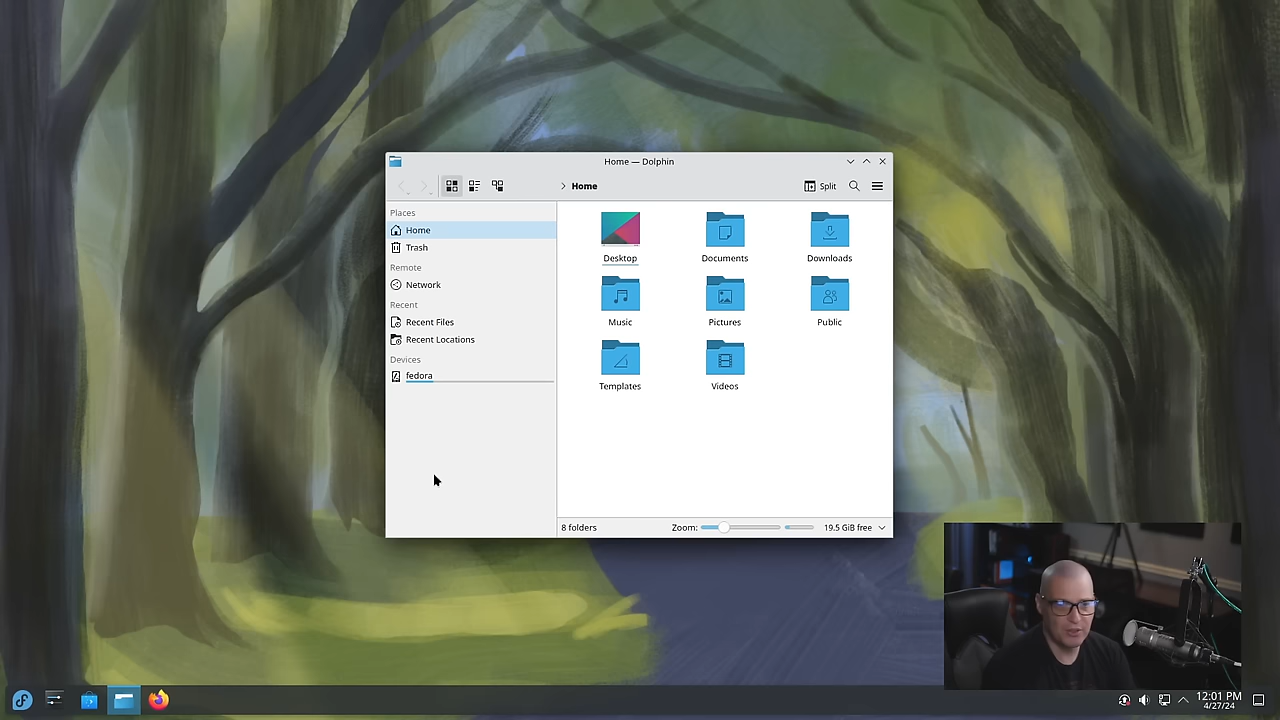 Home — Dolphin
Home
Split
Places
Home
Trash
Remote
Network
Recent
Recent Files
Recent Locations
Devices
fedora
Desktop
Documents
Downloads
Music
Pictures
Public
Templates
Videos
8 folders
Zoom:
19.5 GiB free
12:01 PM
4/27/24